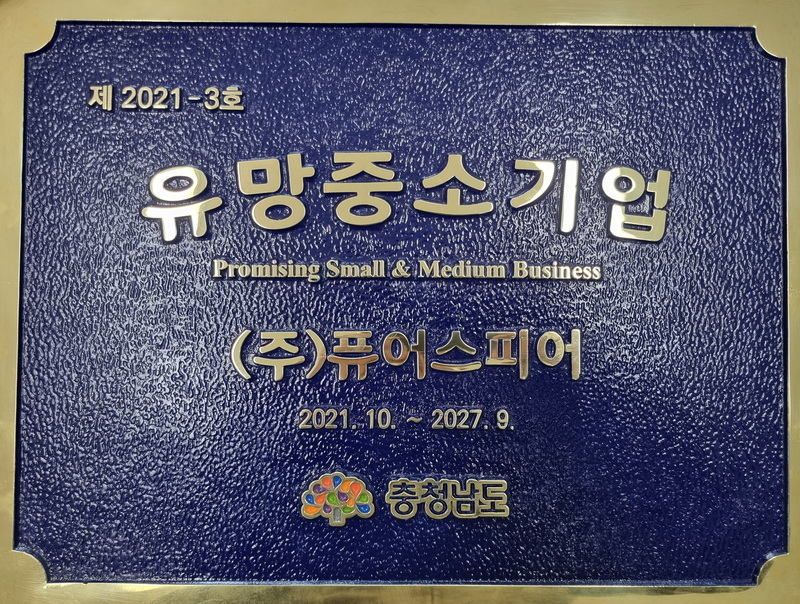 제 2021-3호
유망중소기업
Promising Small & Medium Business
(주)퓨어스피어
2021. 10. ~ 2027. 9.
충청남도